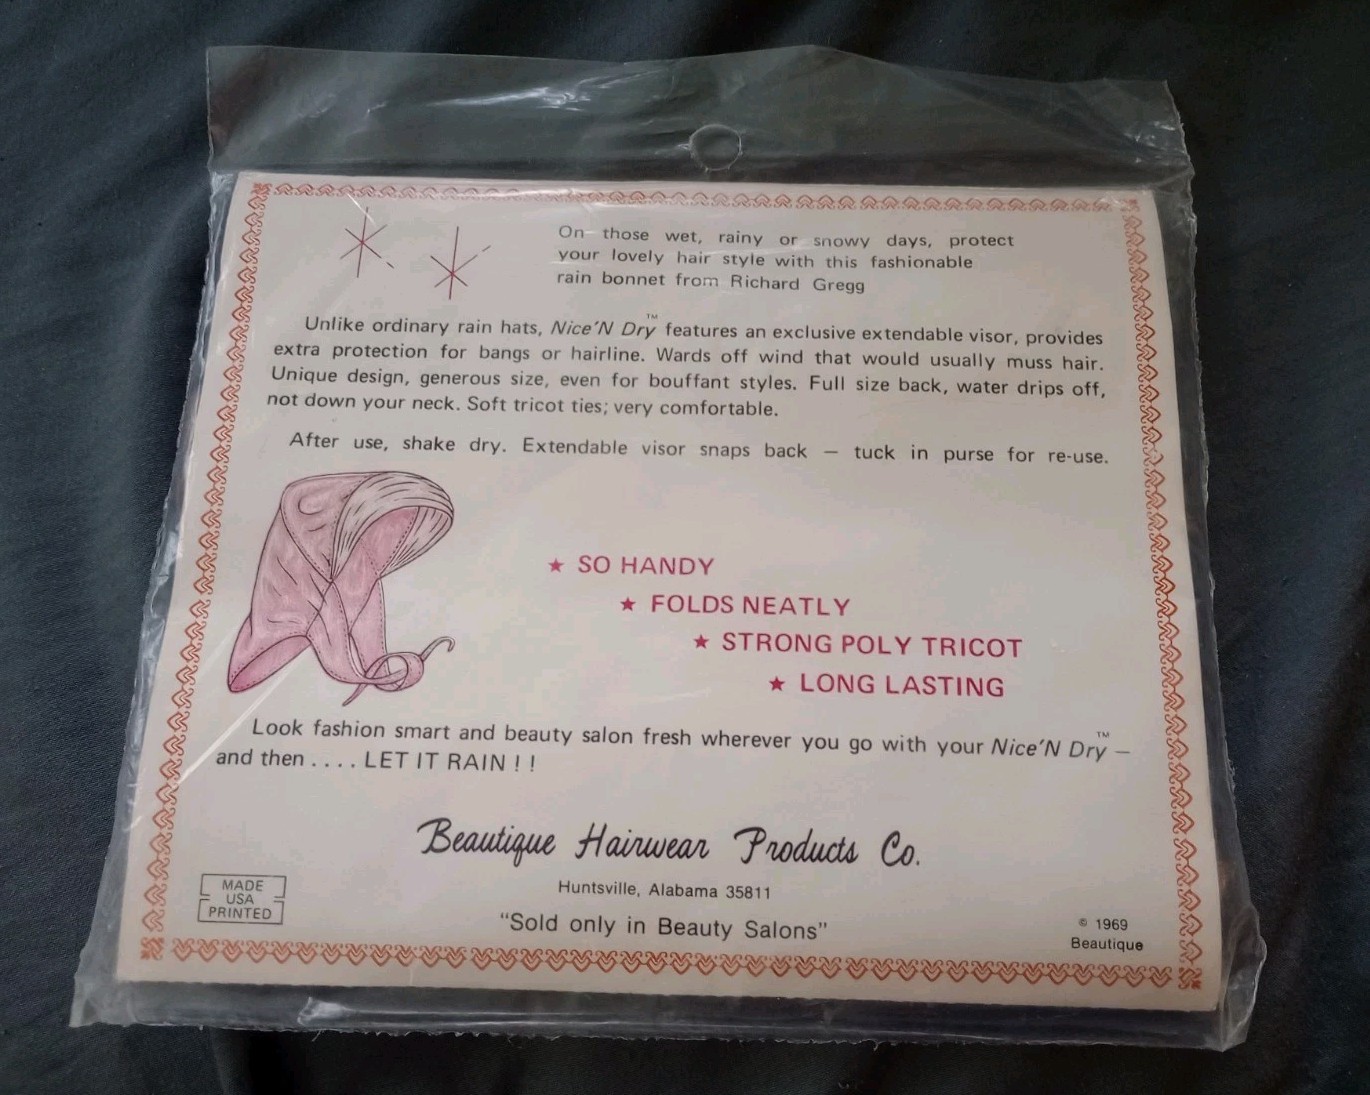 On those wet, rainy or snowy days, protect
your lovely hair style with this fashionable
rain bonnet from Richard Gregg
Unlike ordinary rain hats, Nice'N Dry™ features an exclusive extendable visor, provides
extra protection for bangs or hairline. Wards off wind that would usually muss hair.
Unique design, generous size, even for bouffant styles. Full size back, water drips off,
not down your neck. Soft tricot ties; very comfortable.
After use, shake dry. Extendable visor snaps back — tuck in purse for re-use.
★ SO HANDY
★ FOLDS NEATLY
★ STRONG POLY TRICOT
★ LONG LASTING
Look fashion smart and beauty salon fresh wherever you go with your Nice'N Dry™ —
and then . . . . LET IT RAIN ! !
Beautique Hairwear Products Co.
Huntsville, Alabama 35811
"Sold only in Beauty Salons"
MADE
USA
PRINTED
© 1969
Beautique